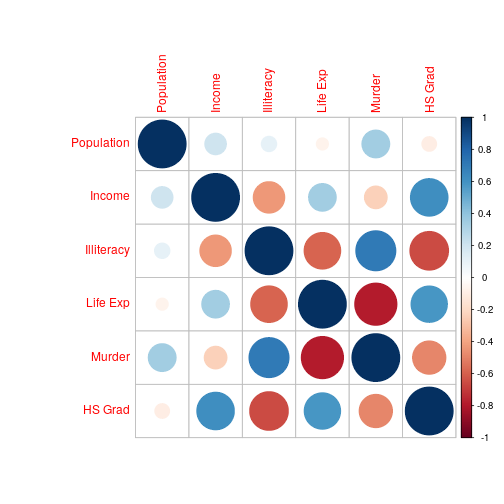 Population
Income
Illiteracy
Life Exp
Murder
HS Grad
Population
Income
Illiteracy
Life Exp
Murder
HS Grad
1
0.8
0.6
0.4
0.2
0
-0.2
-0.4
-0.6
-0.8
-1